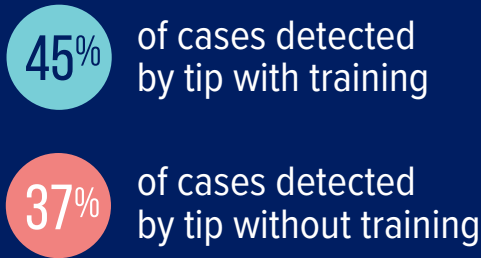 45%
of cases detected
by tip with training
37%
of cases detected
by tip without training